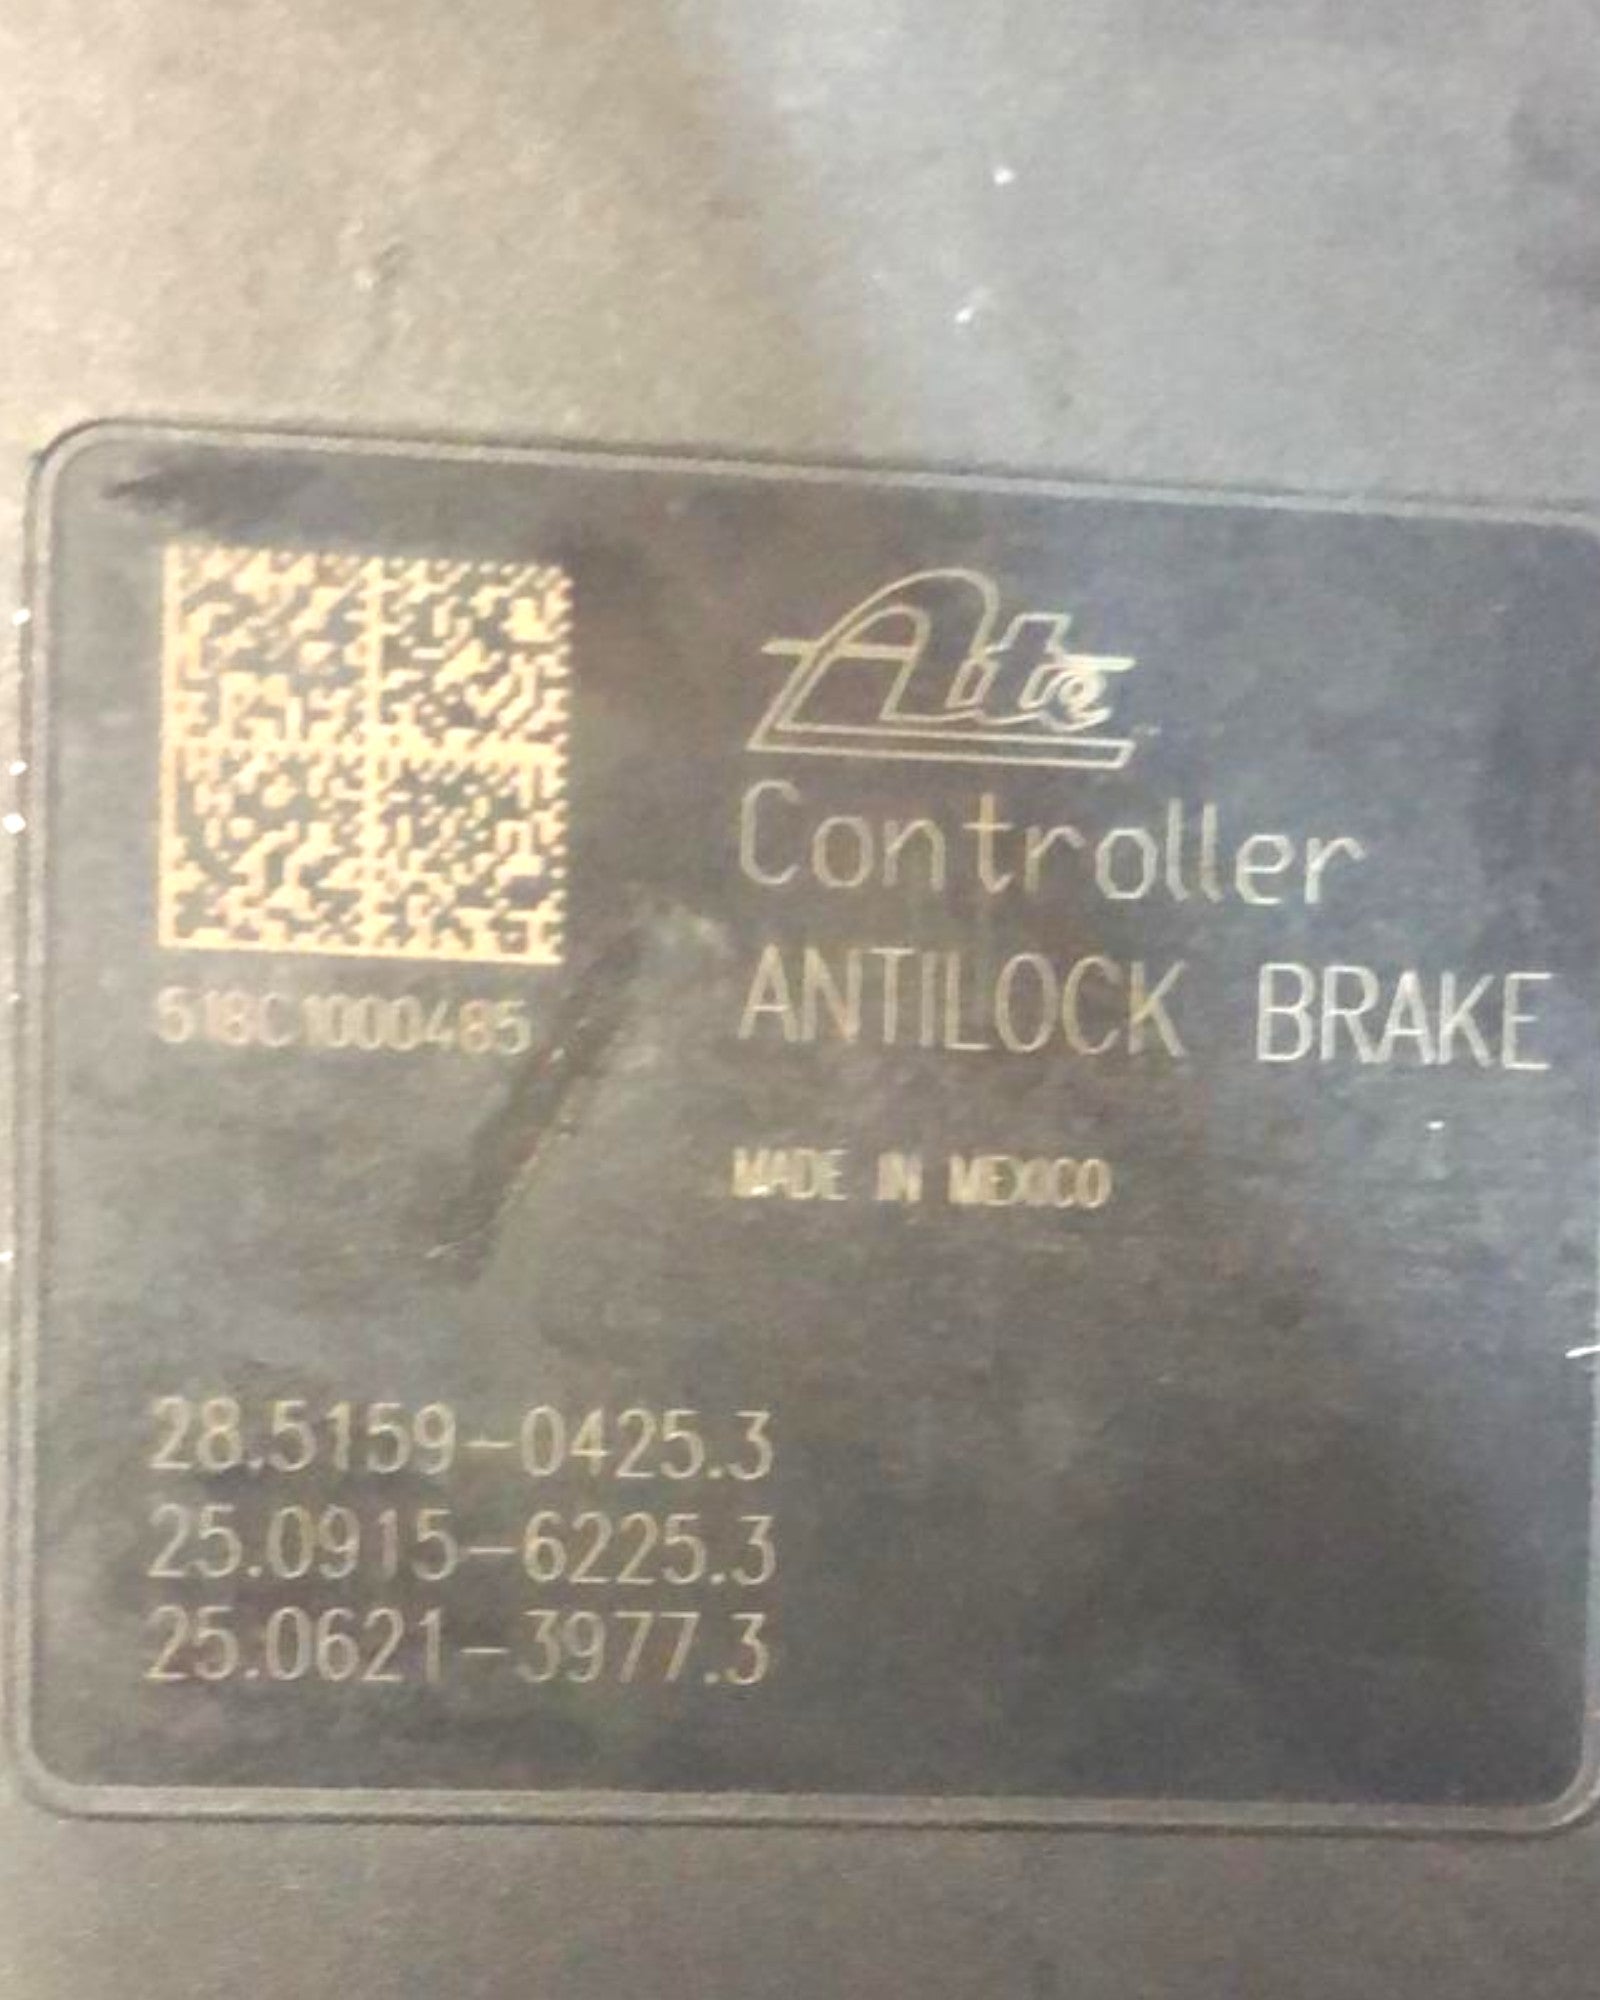 518C1000485
Ate
Controller
ANTILOCK BRAKE
MADE IN MEXICO
28.5159-0425.3
25.0915-6225.3
25.0621-3977.3